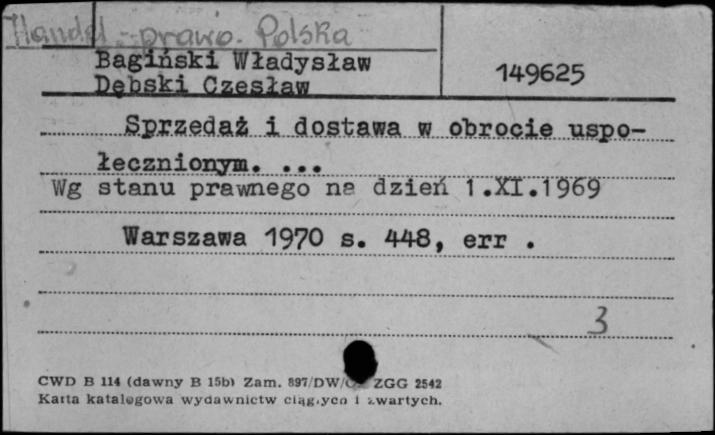 Handel - prawo. Polska
Bagiński Władysław
149625
Dębski Czesław
Sprzedaż i dostawa w obrocie uspo-
łecznionym. ...
Wg stanu prawnego na dzień 1.XI.1969
Warszawa 1970 s. 448, err .
3
CWD B 114 (dawny B 15b) Zam. 897/DW/ ZGG 2542
Karta katalogowa wydawnictw ciągłych i zwartych.